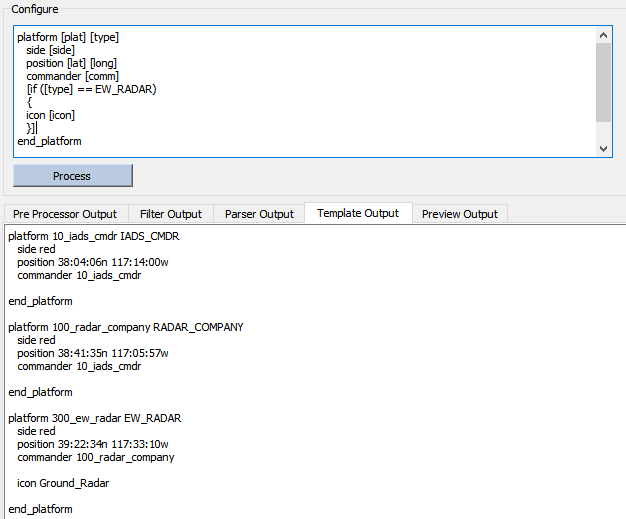 Configure
platform [plat] [type]
side [side]
position [lat] [long]
commander [comm]
[if ([type] == EW_RADAR)
{
icon [icon]
}]
end_platform
Process
Pre Processor Output Filter Output Parser Output Template Output Preview Output
platform 10_iads_cmdr IADS_CMDR
side red
position 38:04:06n 117:14:00w
commander 10_iads_cmdr
end_platform
platform 100_radar_company RADAR_COMPANY
side red
position 38:41:35n 117:05:57w
commander 10_iads_cmdr
end_platform
platform 300_ew_radar EW_RADAR
side red
position 39:22:34n 117:33:10w
commander 100_radar_company
icon Ground_Radar
end_platform